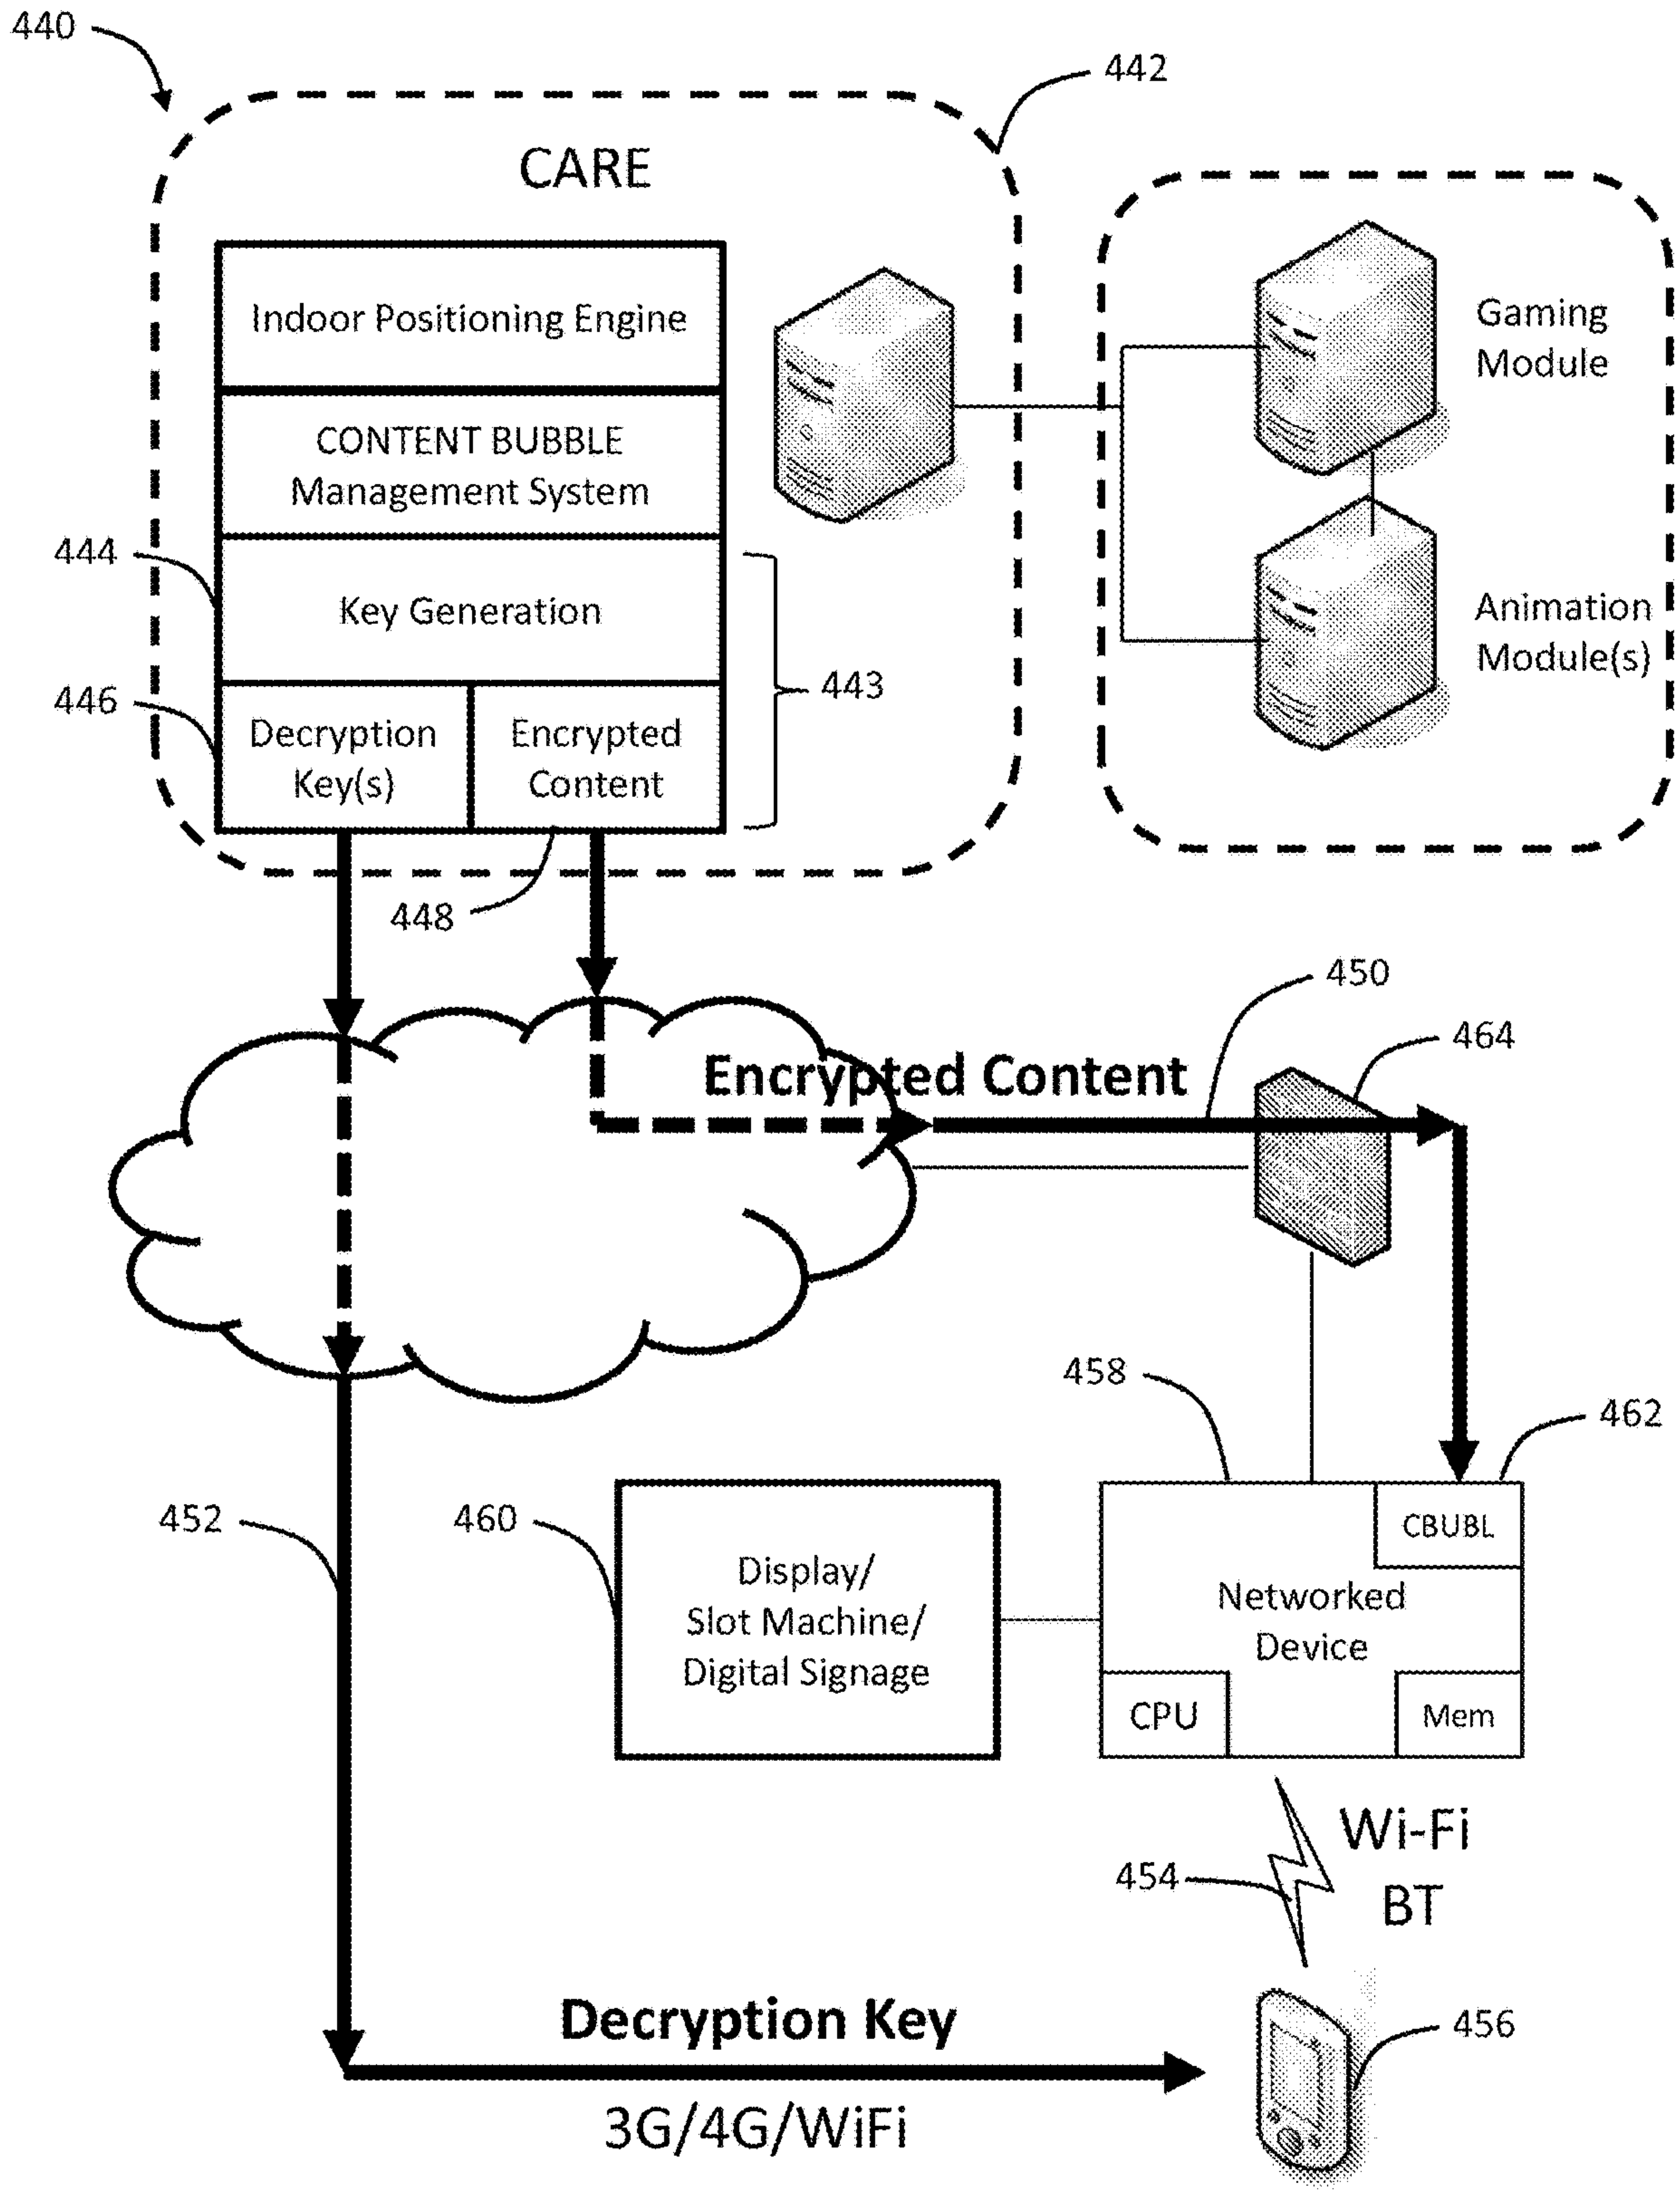 440
442
CARE
Indoor Positioning Engine
CONTENT BUBBLE
Management System
444
Key Generation
443
446
Decryption
Key(s)
Encrypted
Content
448
Gaming
Module
Animation
Module(s)
450
464
Encrypted Content
458
462
452
460
Display/
Slot Machine/
Digital Signage
CBUBL
Networked
Device
CPU
Mem
Wi-Fi
BT
454
Decryption Key
3G/4G/WiFi
456